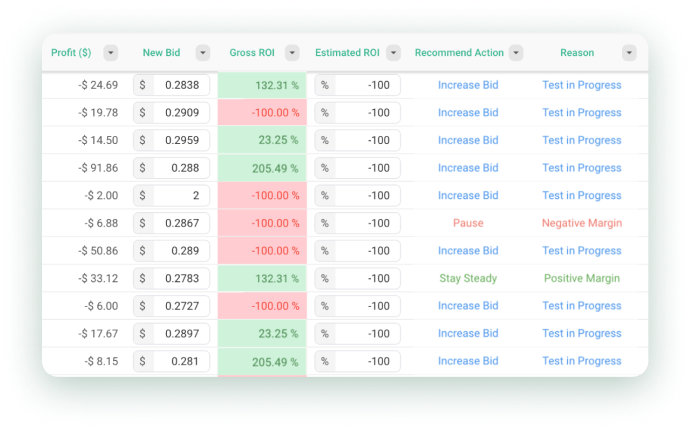 Profit ($) New Bid Gross ROI Estimated ROI Recommend Action Reason
-$ 24.69 $ 0.2838 132.31 % % -100 Increase Bid Test in Progress
-$ 19.78 $ 0.2909 -100.00 % % -100 Increase Bid Test in Progress
-$ 14.50 $ 0.2959 23.25 % % -100 Increase Bid Test in Progress
-$ 91.86 $ 0.288 205.49 % % -100 Increase Bid Test in Progress
-$ 2.00 $ 2 -100.00 % % -100 Increase Bid Test in Progress
-$ 6.88 $ 0.2867 -100.00 % % -100 Pause Negative Margin
-$ 50.86 $ 0.289 -100.00 % % -100 Increase Bid Test in Progress
-$ 33.12 $ 0.2783 132.31 % % -100 Stay Steady Positive Margin
-$ 6.00 $ 0.2727 -100.00 % % -100 Increase Bid Test in Progress
-$ 17.67 $ 0.2897 23.25 % % -100 Increase Bid Test in Progress
-$ 8.15 $ 0.281 205.49 % % -100 Increase Bid Test in Progress